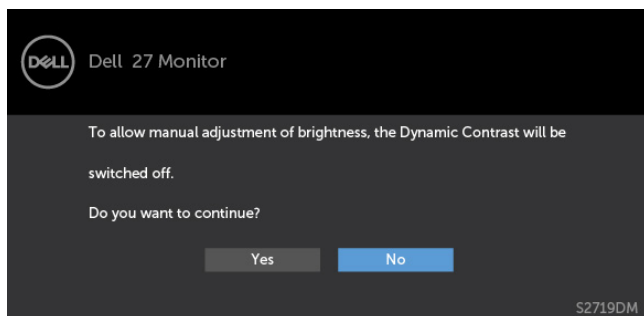 DELL
Dell 27 Monitor
To allow manual adjustment of brightness, the Dynamic Contrast will be
switched off.
Do you want to continue?
Yes
No
S2719DM